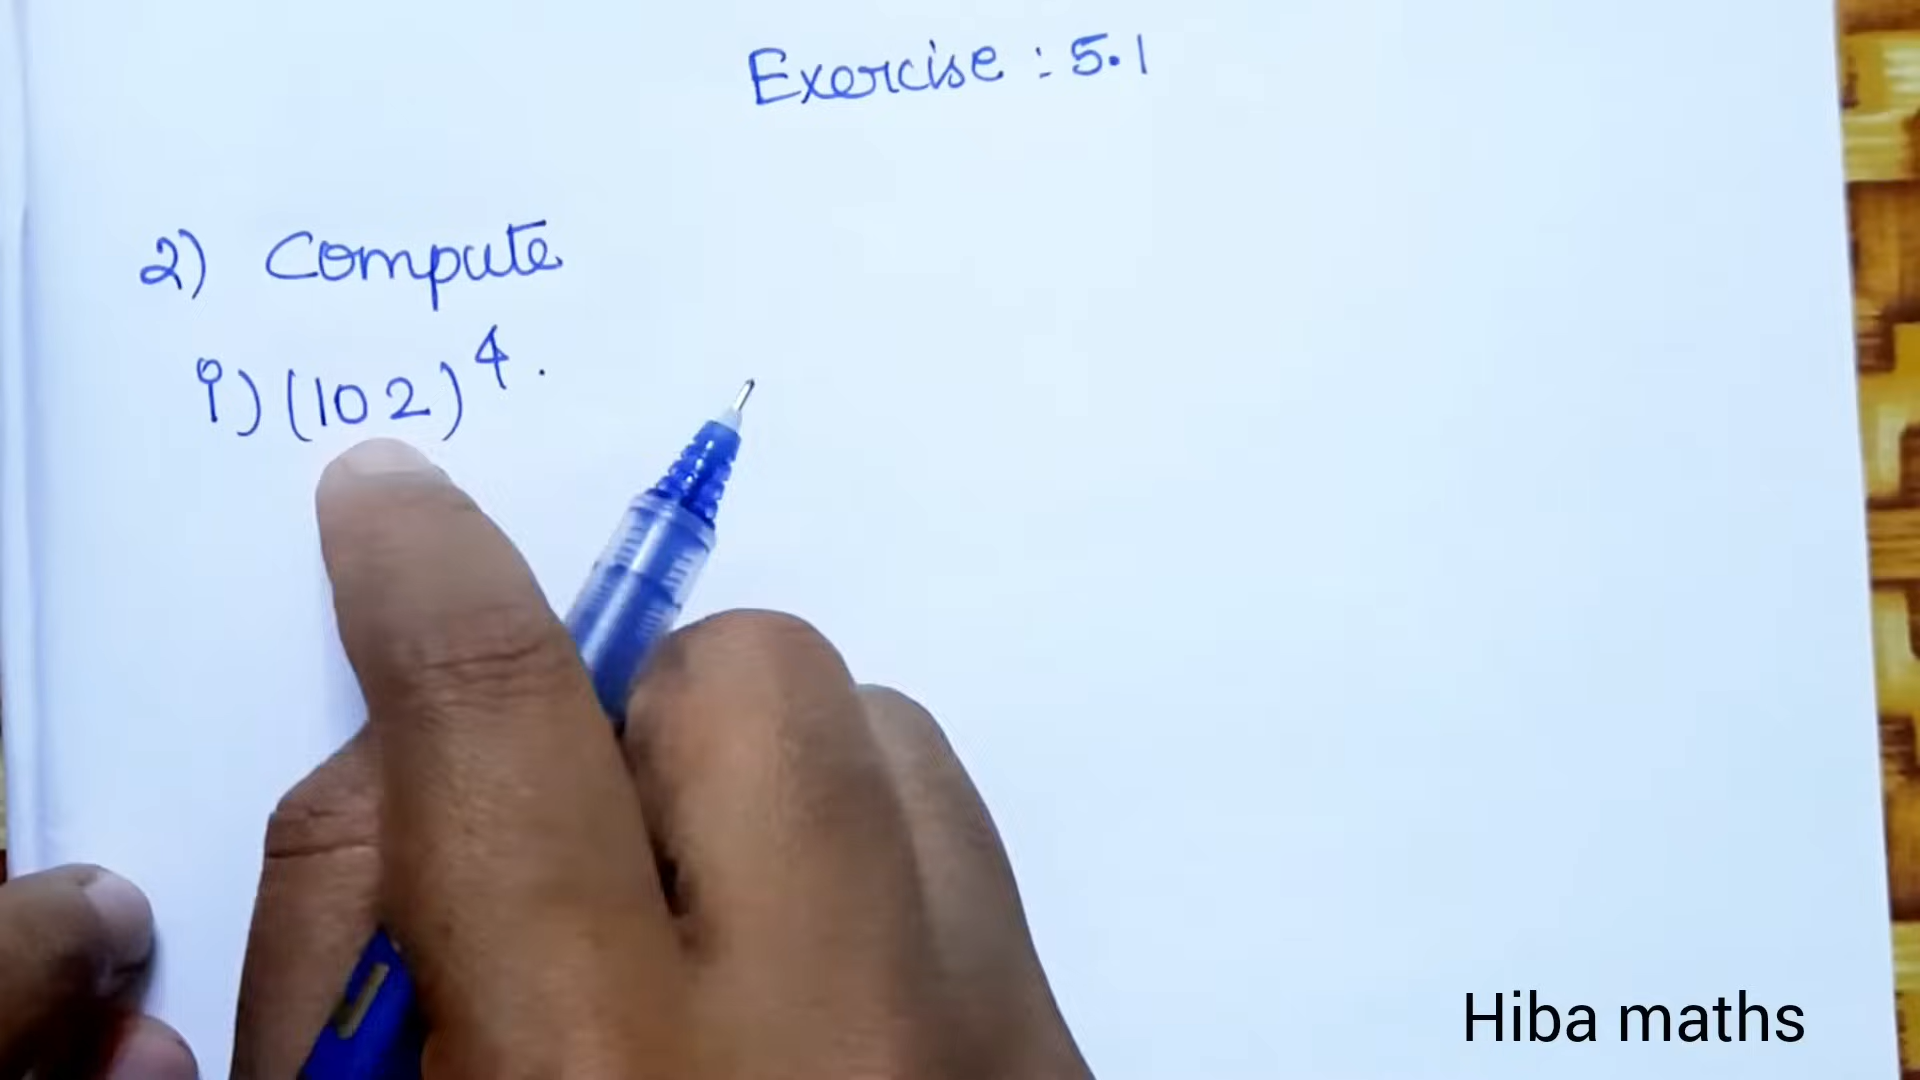 Exercise : 5.1
2) Compute
i) (102)⁴.
Hiba maths